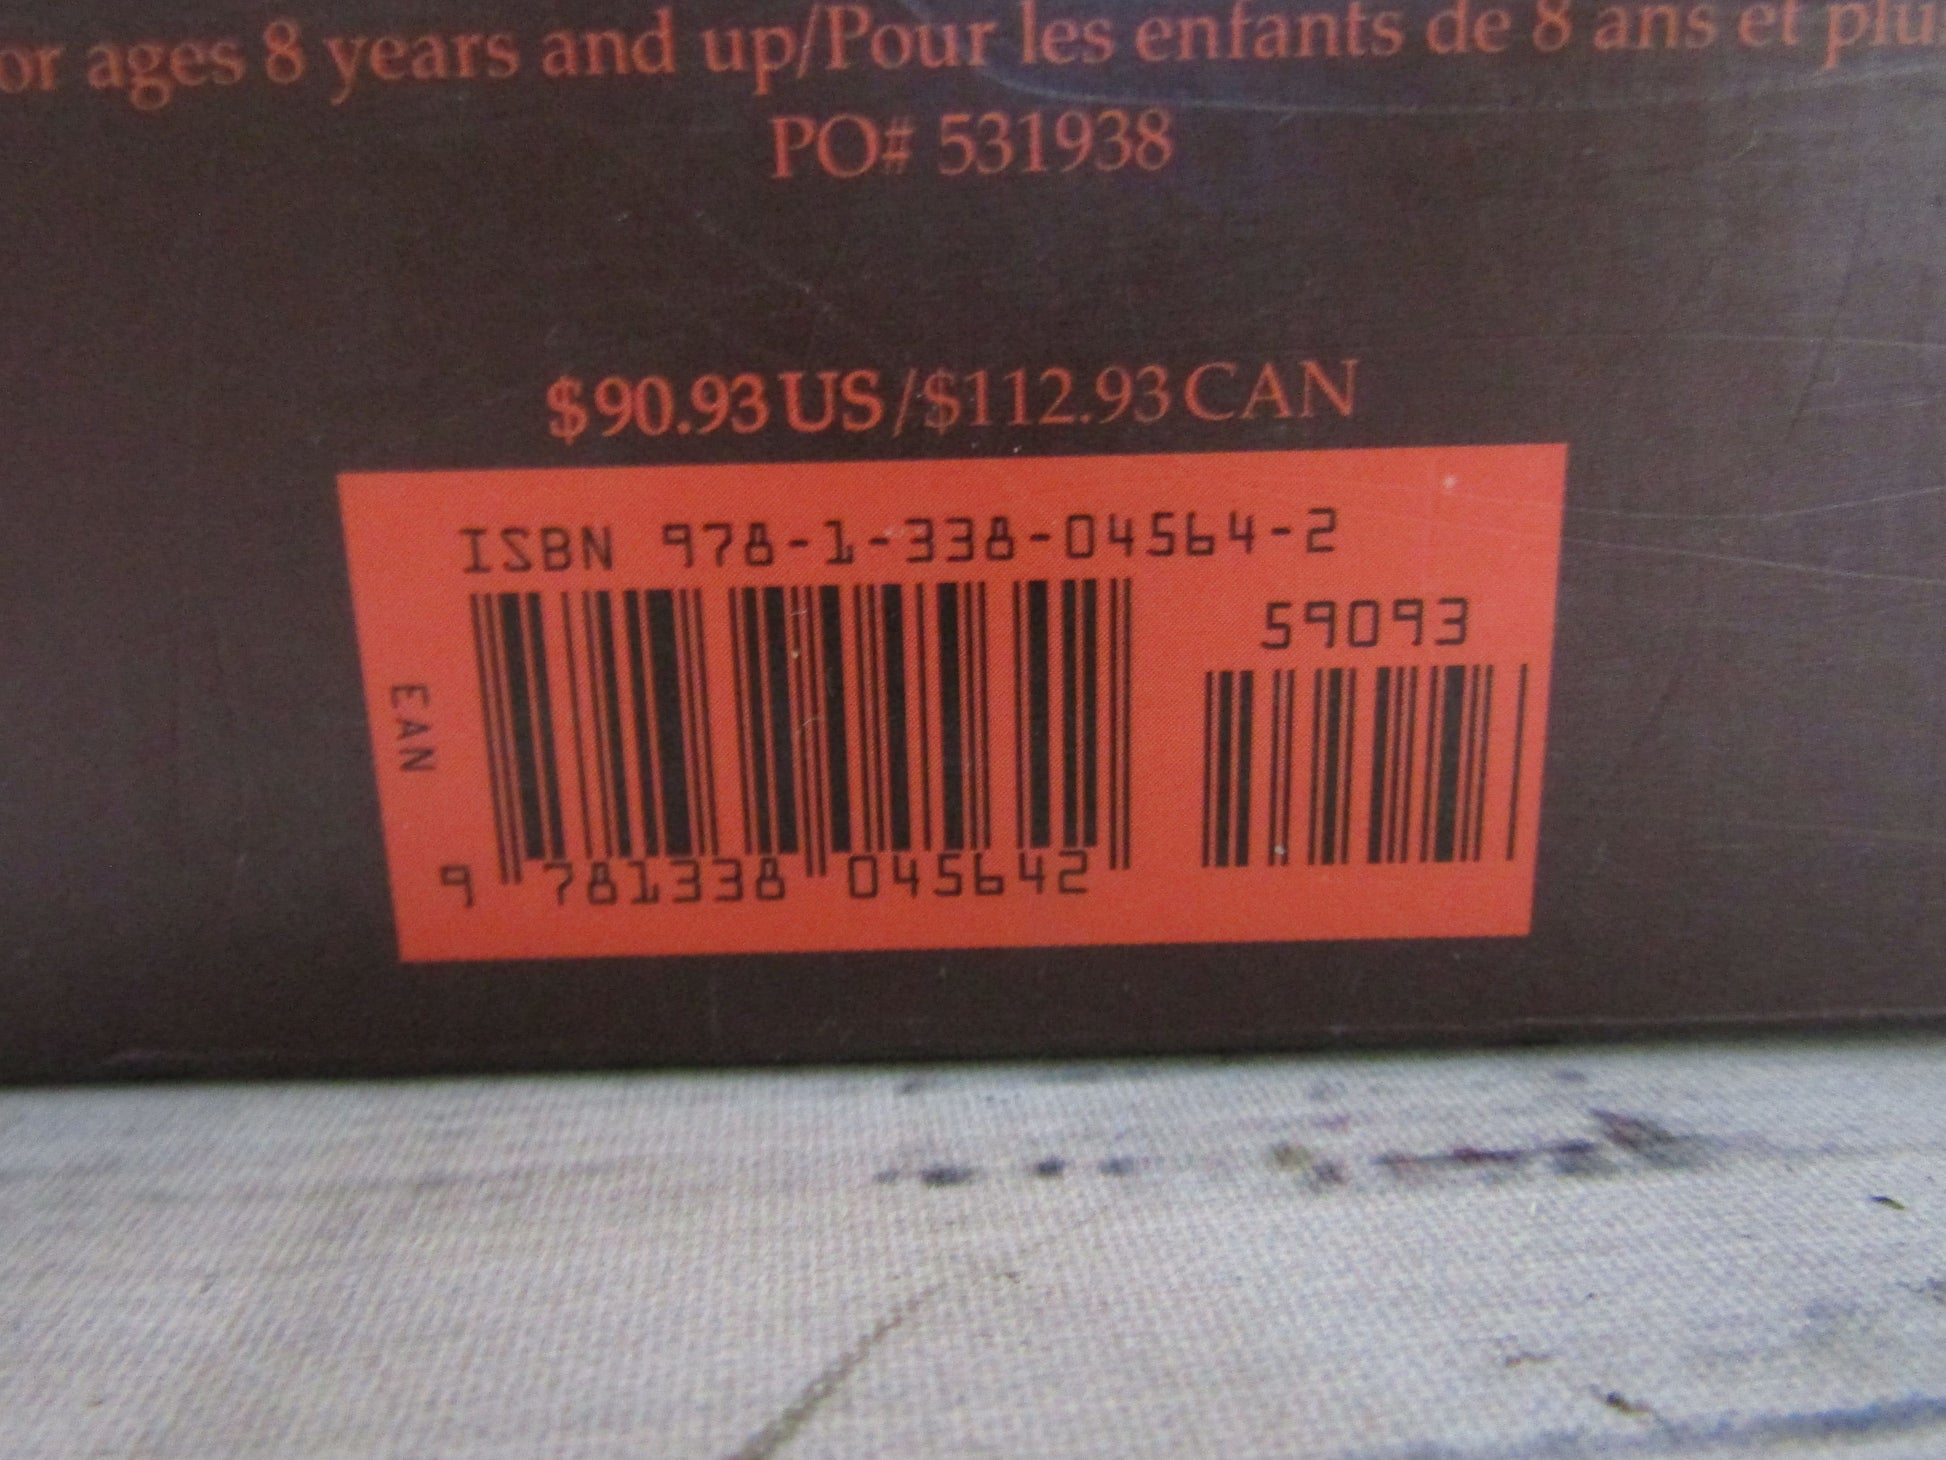 or ages 8 years and up/Pour les enfants de 8 ans et plu
PO# 531938
$90.93 US/$112.93 CAN
ISBN 978-1-338-04564-2
59093
EAN
9 781338 045642